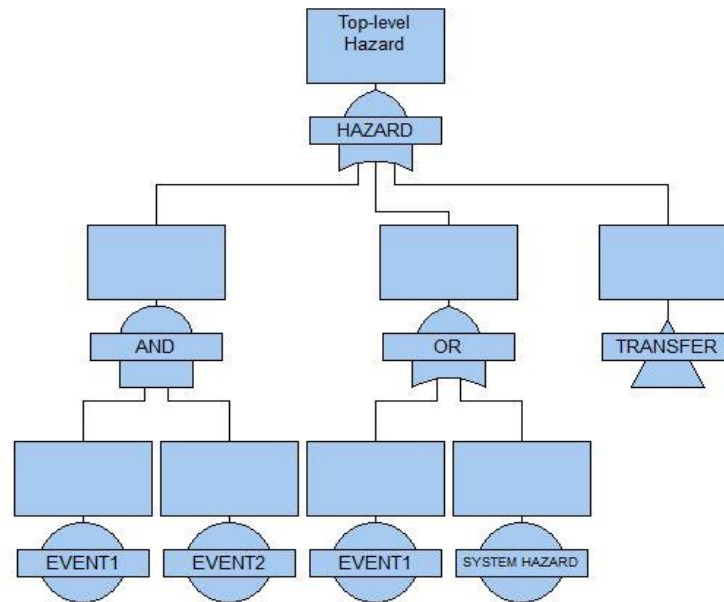 Top-level
Hazard
HAZARD
AND
OR
TRANSFER
EVENT1
EVENT2
EVENT1
SYSTEM HAZARD